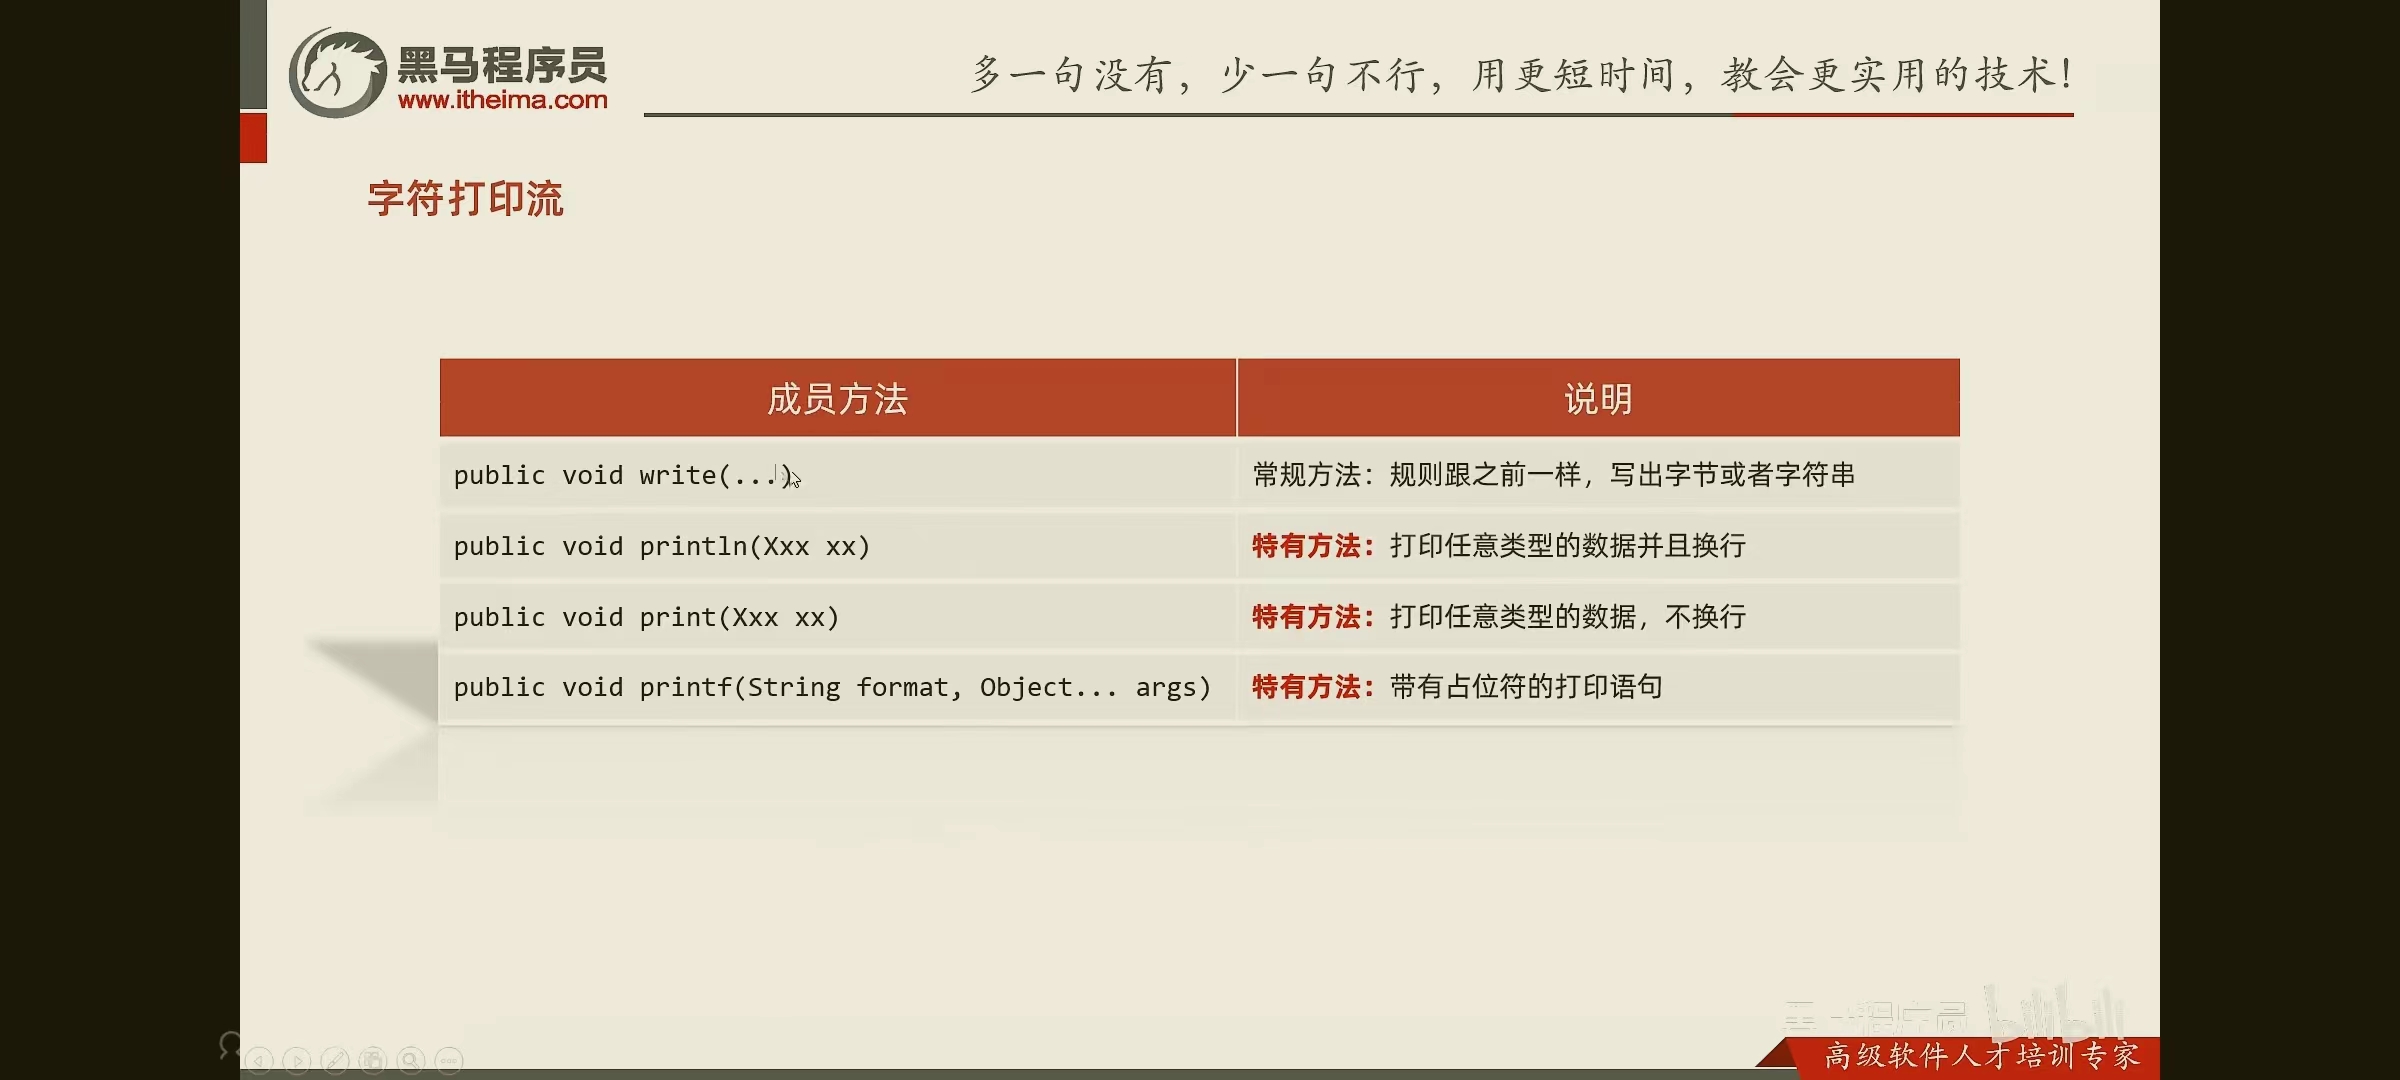 黑马程序员
www.itheima.com
多一句没有，少一句不行，用更短时间，教会更实用的技术！
字符打印流
成员方法 说明
public void write(...) 常规方法：规则跟之前一样，写出字节或者字符串
public void println(Xxx xx) 特有方法：打印任意类型的数据并且换行
public void print(Xxx xx) 特有方法：打印任意类型的数据，不换行
public void printf(String format, Object... args) 特有方法：带有占位符的打印语句
黑马程序员 bilibili
高级软件人才培训专家